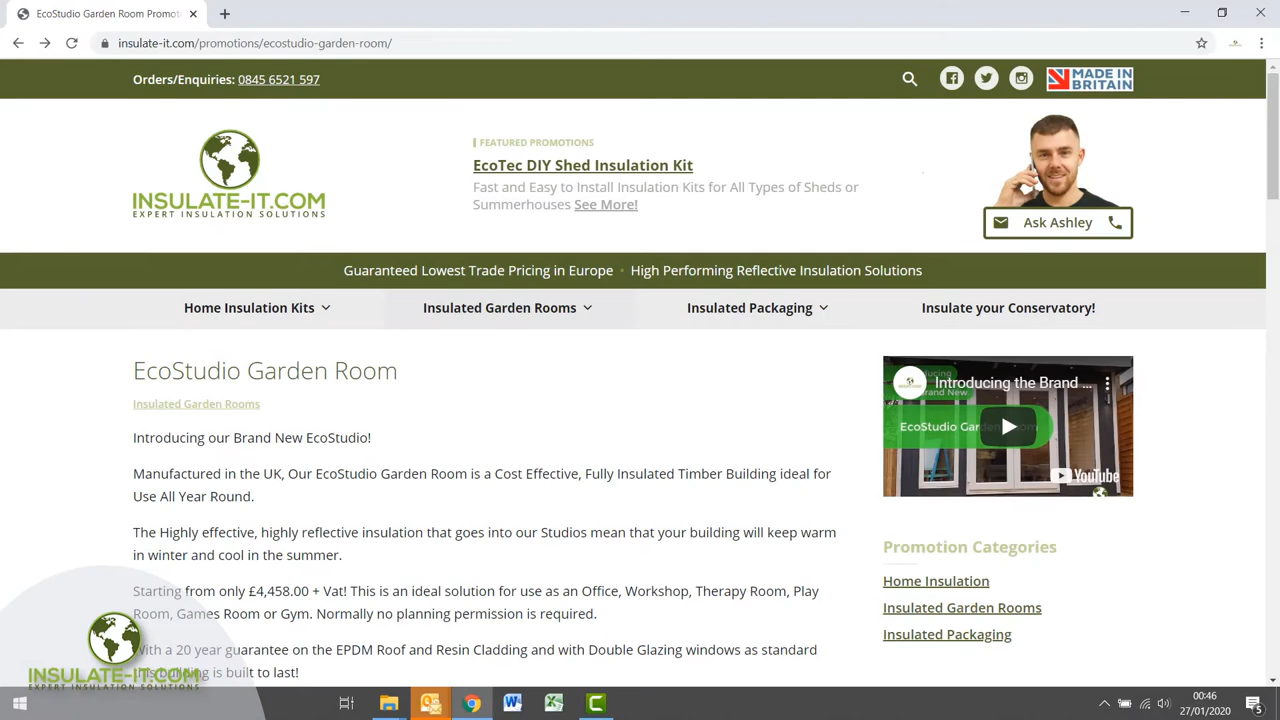 EcoStudio Garden Room Promot
insulate-it.com/promotions/ecostudio-garden-room/
Orders/Enquiries: 0845 6521 597
MADE IN
BRITAIN
FEATURED PROMOTIONS
EcoTec DIY Shed Insulation Kit
Fast and Easy to Install Insulation Kits for All Types of Sheds or
Summerhouses See More!
INSULATE-IT.COM
EXPERT INSULATION SOLUTIONS
Ask Ashley
Guaranteed Lowest Trade Pricing in Europe • High Performing Reflective Insulation Solutions
Home Insulation Kits
Insulated Garden Rooms
Insulated Packaging
Insulate your Conservatory!
EcoStudio Garden Room
Insulated Garden Rooms
Introducing our Brand New EcoStudio!
Manufactured in the UK, Our EcoStudio Garden Room is a Cost Effective, Fully Insulated Timber Building ideal for
Use All Year Round.
The Highly effective, highly reflective insulation that goes into our Studios mean that your building will keep warm
in winter and cool in the summer.
Starting from only £4,458.00 + Vat! This is an ideal solution for use as an Office, Workshop, Therapy Room, Play
Room, Games Room or Gym. Normally no planning permission is required.
With a 20 year guarantee on the EPDM Roof and Resin Cladding and with Double Glazing windows as standard
this building is built to last!
Introducing the Brand ...
EcoStudio Gar
YouTube
Promotion Categories
Home Insulation
Insulated Garden Rooms
Insulated Packaging
INSULATE-IT.COM
EXPERT INSULATION SOLUTIONS
00:46
27/01/2020
5